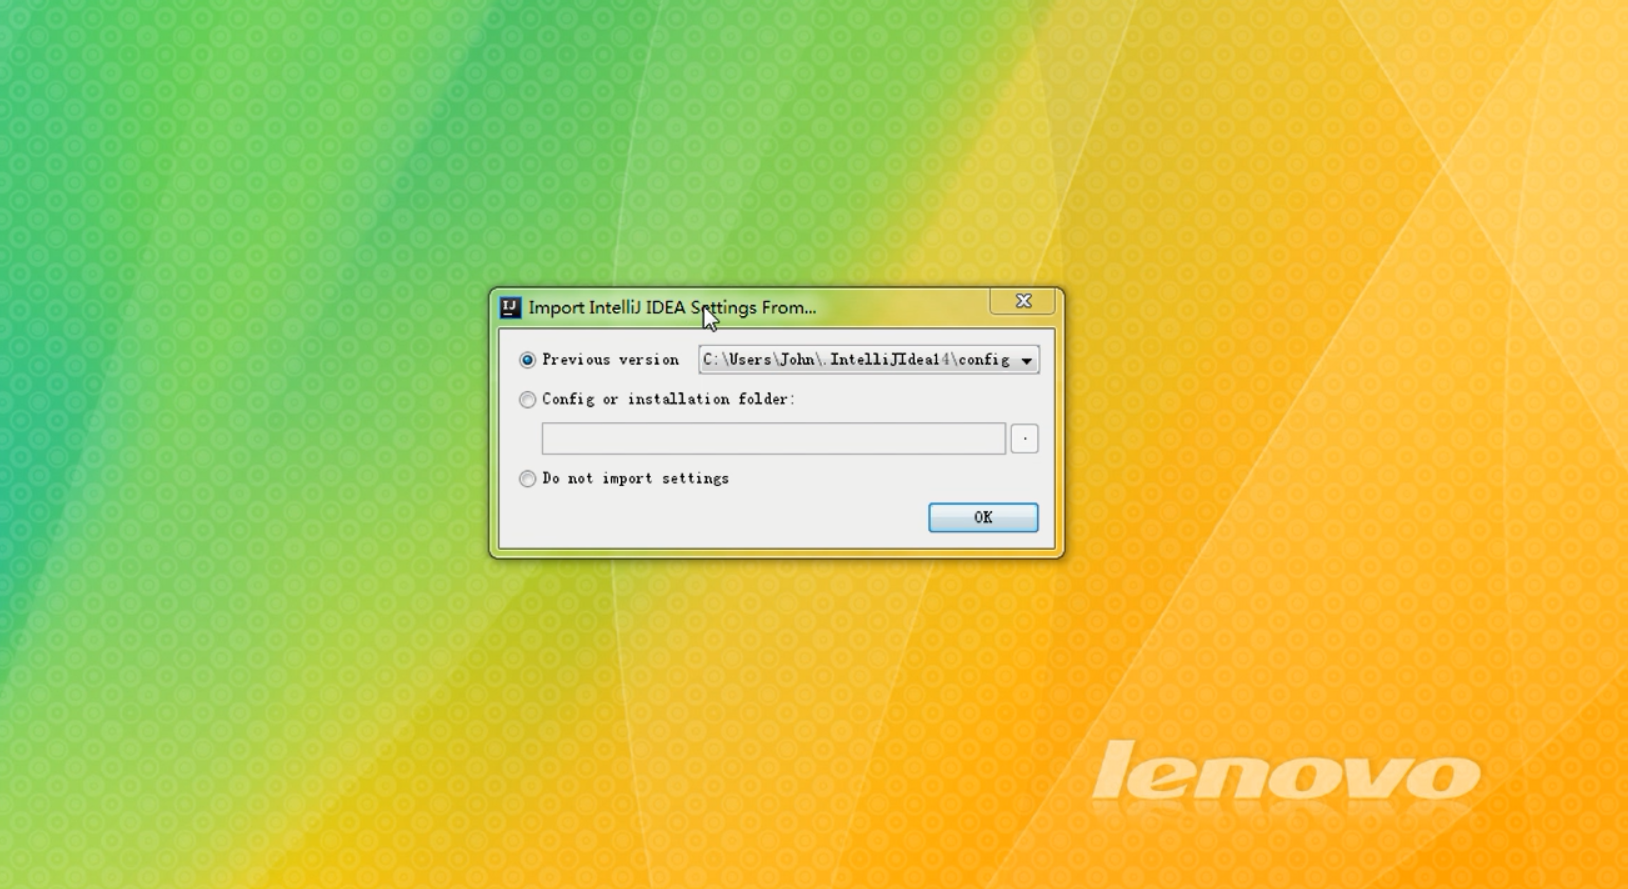 IJ
Import IntelliJ IDEA Settings From...
Previous version C:\Users\John\.IntelliJIdea14\config
Config or installation folder:
Do not import settings
OK
lenovo